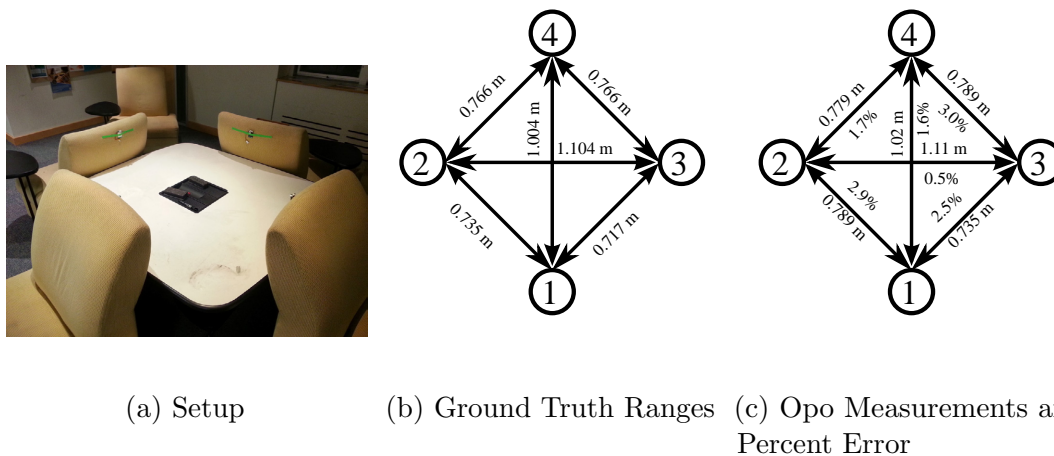 4
0.766 m
0.766 m
1.004 m
2
1.104 m
3
0.735 m
0.717 m
1
4
0.779 m
1.7%
1.02 m
1.6%
0.789 m
3.0%
2
1.11 m
3
0.5%
2.9%
0.789 m
2.5%
0.735 m
1
(a) Setup
(b) Ground Truth Ranges
(c) Opo Measurements
Percent Error